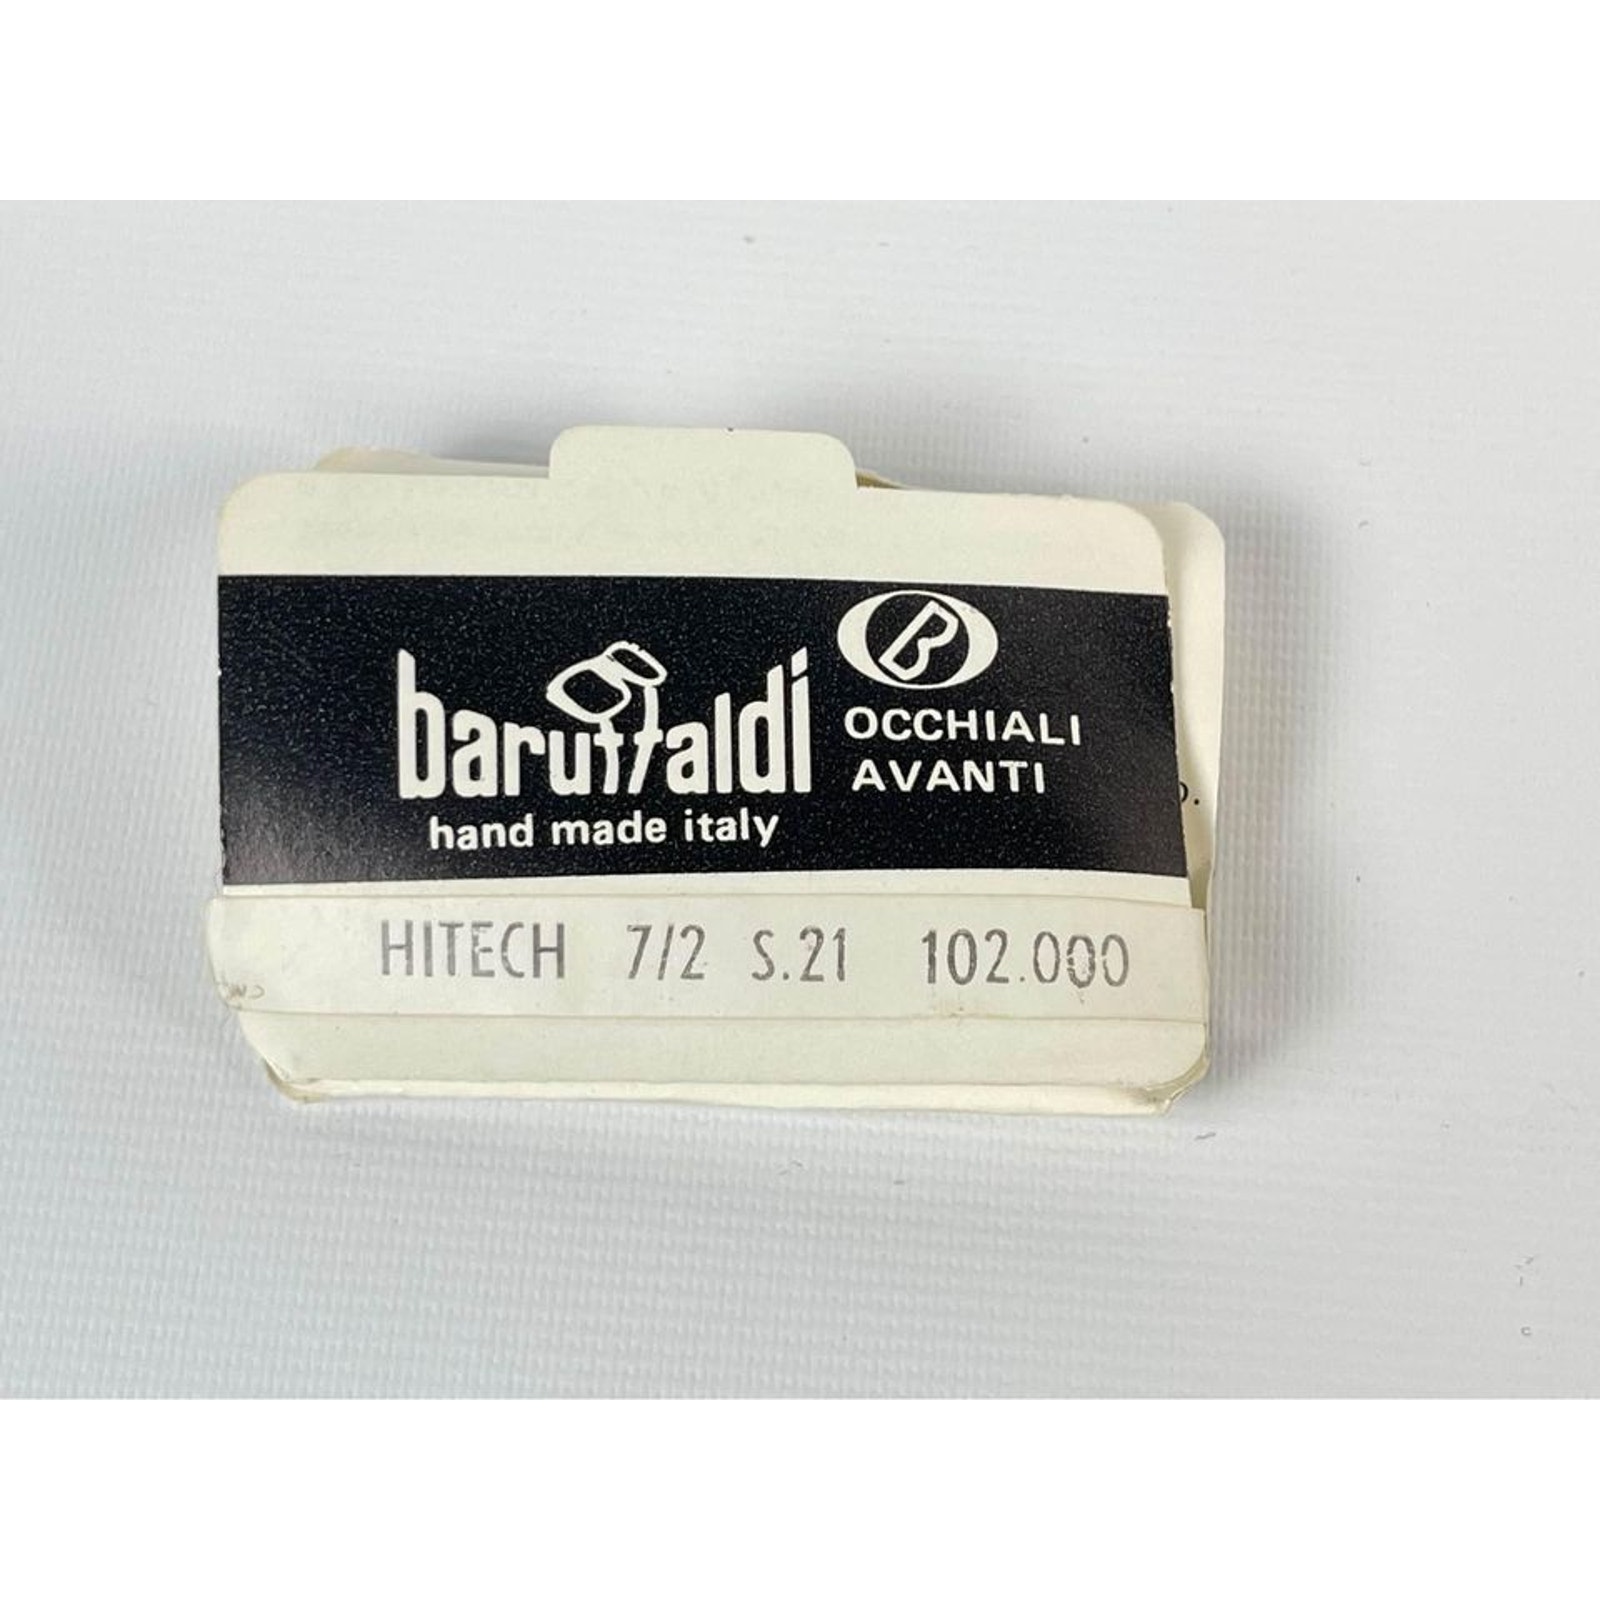 B
baruffaldi
OCCHIALI
AVANTI
hand made italy
HITECH 7/2 S.21 102.000